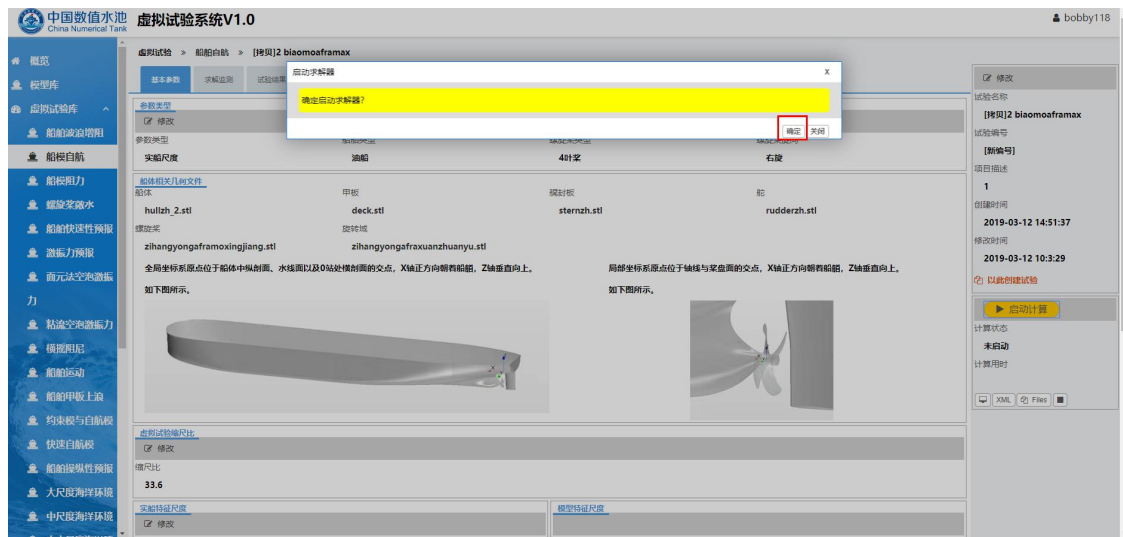 中国数值水池
China Numerical Tank
虚拟试验系统V1.0
bobby118
概览
模型库
虚拟试验库
船舶波浪增阻
船模自航
船模阻力
螺旋桨敞水
船舶快速性预报
激振力预报
面元法空泡激振
力
粘流空泡激振力
横摇阻尼
船舶运动
船舶甲板上浪
约束模与自航模
快速自航模
船舶操纵性预报
大尺度海洋环境
中尺度海洋环境
虚拟试验 » 船舶自航 » [拷贝]2 biaomoaframax
基本参数 求解监测 试验结果
启动求解器 x
确定启动求解器?
确定 关闭
参数类型
修改
参数类型
实船尺度 油船 4叶桨 右旋
船体相关几何文件
船体 甲板 艉封板 舵
hullzh_2.stl deck.stl sternzh.stl rudderzh.stl
螺旋桨 旋转域
zihangyongaframoxingjiang.stl zihangyongafraxuanzhuanyu.stl
全局坐标系原点位于船体中纵剖面、水线面以及0站处横剖面的交点，X轴正方向朝着船艏，Z轴垂直向上。
如下图所示。
局部坐标系原点位于轴线与桨盘面的交点，X轴正方向朝着船艏，Z轴垂直向上。
如下图所示。
虚拟试验缩尺比
修改
缩尺比
33.6
实船特征尺度
修改
模型特征尺度
修改
试验名称
[拷贝]2 biaomoaframax
试验编号
[新编号]
项目描述
1
创建时间
2019-03-12 14:51:37
修改时间
2019-03-12 10:3:29
以此创建试验
启动计算
计算状态
未启动
计算用时
XML Files